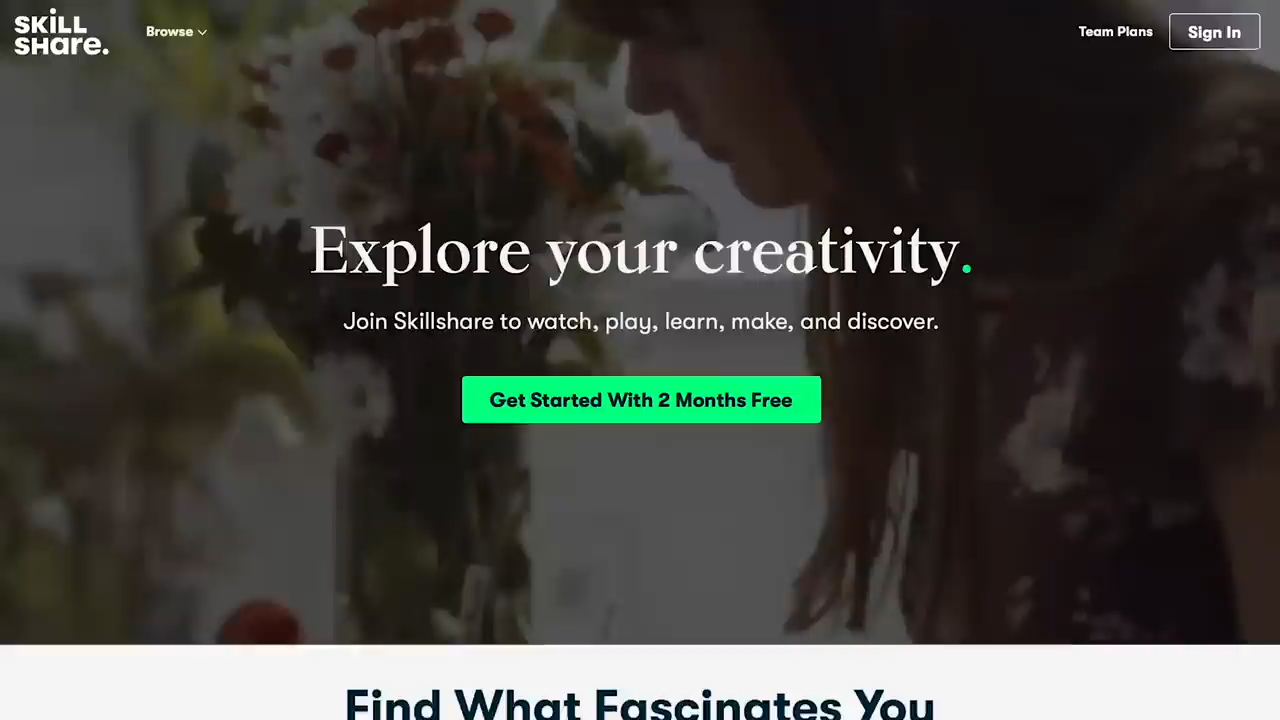 SKiLL
SHare.
Browse
Team Plans
Sign In
Explore your creativity.
Join Skillshare to watch, play, learn, make, and discover.
Get Started With 2 Months Free
Find What Fascinates You